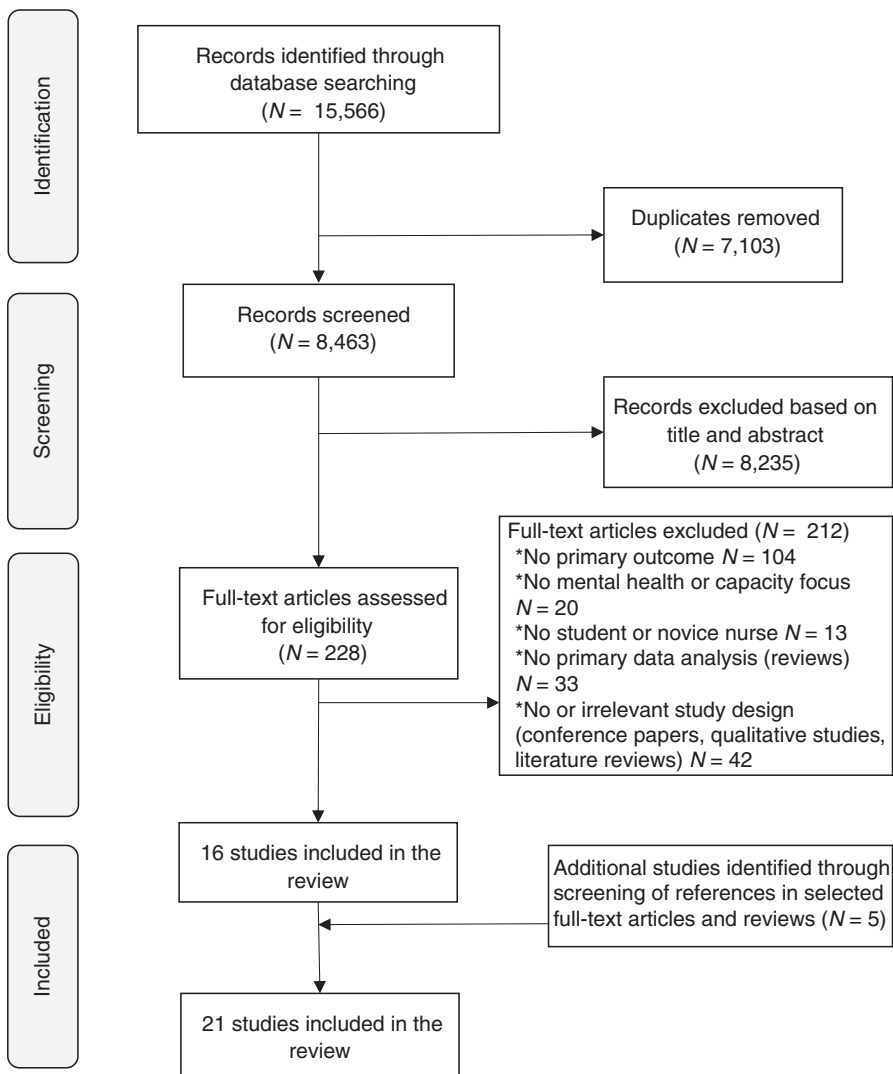 Identification
Records identified through
database searching
(N = 15,566)
Duplicates removed
(N = 7,103)
Screening
Records screened
(N = 8,463)
Records excluded based on
title and abstract
(N = 8,235)
Eligibility
Full-text articles assessed
for eligibility
(N = 228)
Full-text articles excluded (N = 212)
*No primary outcome N = 104
*No mental health or capacity focus
N = 20
*No student or novice nurse N = 13
*No primary data analysis (reviews)
N = 33
*No or irrelevant study design
(conference papers, qualitative studies,
literature reviews) N = 42
Included
16 studies included in the
review
Additional studies identified through
screening of references in selected
full-text articles and reviews (N = 5)
21 studies included in the
review